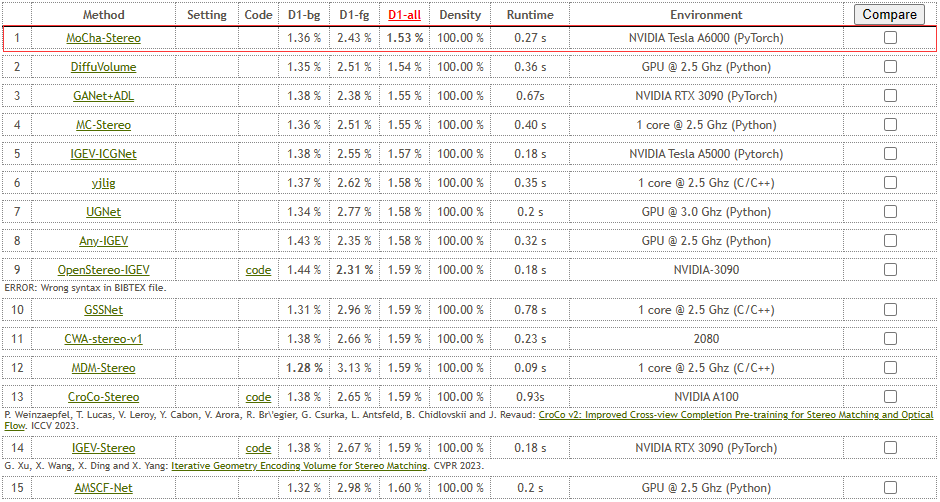 Method Setting Code D1-bg D1-fg D1-all Density Runtime Environment Compare
1 MoCha-Stereo 1.36 % 2.43 % 1.53 % 100.00 % 0.27 s NVIDIA Tesla A6000 (PyTorch)
2 DiffuVolume 1.35 % 2.51 % 1.54 % 100.00 % 0.36 s GPU @ 2.5 Ghz (Python)
3 GANet+ADL 1.38 % 2.38 % 1.55 % 100.00 % 0.67s NVIDIA RTX 3090 (PyTorch)
4 MC-Stereo 1.36 % 2.51 % 1.55 % 100.00 % 0.40 s 1 core @ 2.5 Ghz (Python)
5 IGEV-ICGNet 1.38 % 2.55 % 1.57 % 100.00 % 0.18 s NVIDIA Tesla A5000 (Pytorch)
6 yjlig 1.37 % 2.62 % 1.58 % 100.00 % 0.35 s 1 core @ 2.5 Ghz (C/C++)
7 UGNet 1.34 % 2.77 % 1.58 % 100.00 % 0.2 s GPU @ 3.0 Ghz (Python)
8 Any-IGEV 1.43 % 2.35 % 1.58 % 100.00 % 0.32 s GPU @ 2.5 Ghz (Python)
9 OpenStereo-IGEV code 1.44 % 2.31 % 1.59 % 100.00 % 0.18 s NVIDIA-3090
ERROR: Wrong syntax in BIBTEX file.
10 GSSNet 1.31 % 2.96 % 1.59 % 100.00 % 0.78 s 1 core @ 2.5 Ghz (C/C++)
11 CWA-stereo-v1 1.38 % 2.66 % 1.59 % 100.00 % 0.23 s 2080
12 MDM-Stereo 1.28 % 3.13 % 1.59 % 100.00 % 0.09 s 1 core @ 2.5 Ghz (C/C++)
13 CroCo-Stereo code 1.38 % 2.65 % 1.59 % 100.00 % 0.93s NVIDIA A100
P. Weinzaepfel, T. Lucas, V. Leroy, Y. Cabon, V. Arora, R. Br\'egier, G. Csurka, L. Antsfeld, B. Chidlovskii and J. Revaud: CroCo v2: Improved Cross-view Completion Pre-training for Stereo Matching and Optical
Flow. ICCV 2023.
14 IGEV-Stereo code 1.38 % 2.67 % 1.59 % 100.00 % 0.18 s NVIDIA RTX 3090 (PyTorch)
G. Xu, X. Wang, X. Ding and X. Yang: Iterative Geometry Encoding Volume for Stereo Matching. CVPR 2023.
15 AMSCF-Net 1.32 % 2.98 % 1.60 % 100.00 % 0.2 s GPU @ 2.5 Ghz (Python)